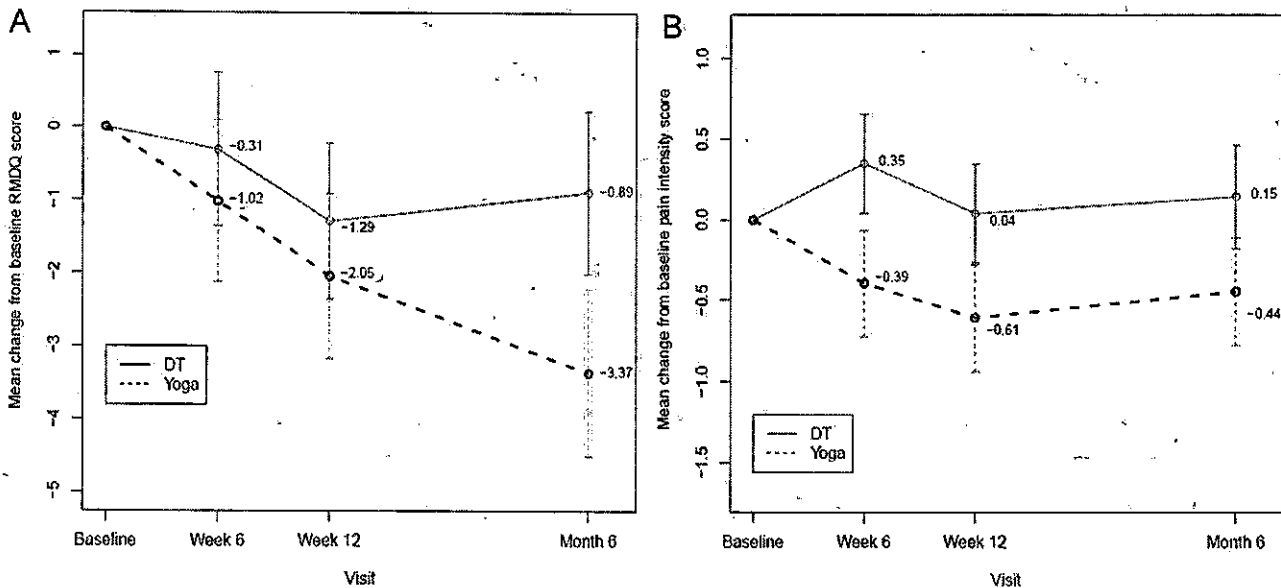 A
Mean change from baseline RMDQ score
1
0
-1
-2
-3
-4
-5
-0.31
-1.02
-1.29
-2.05
-0.89
-3.37
DT
Yoga
Baseline
Week 6
Week 12
Month 6
Visit
B
Mean change from baseline pain intensity score
1.0
0.5
0.0
-0.5
-1.0
-1.5
0.35
-0.39
0.04
-0.61
0.15
-0.44
DT
Yoga
Baseline
Week 6
Week 12
Month 6
Visit